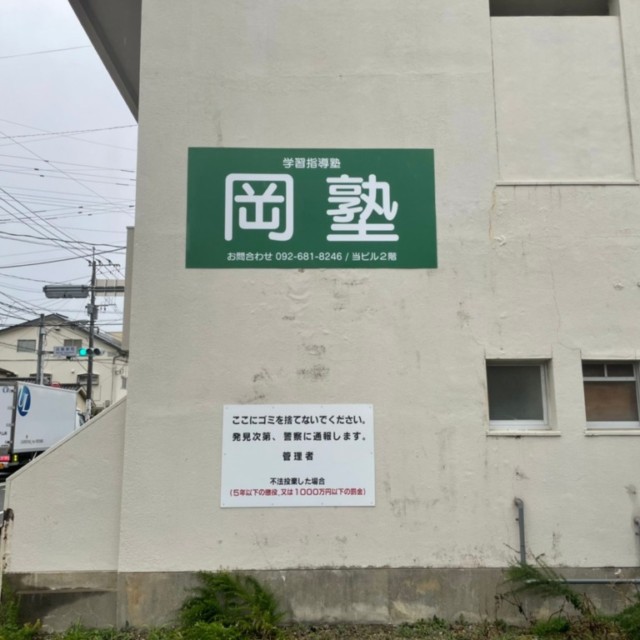 学習指導塾
岡塾
お問合わせ 092-681-8246 / 当ビル2階
ここにゴミを捨てないでください。
発見次第、警察に通報します。
管理者
不法投棄した場合
(5年以下の懲役、又は1000万円以下の罰金)